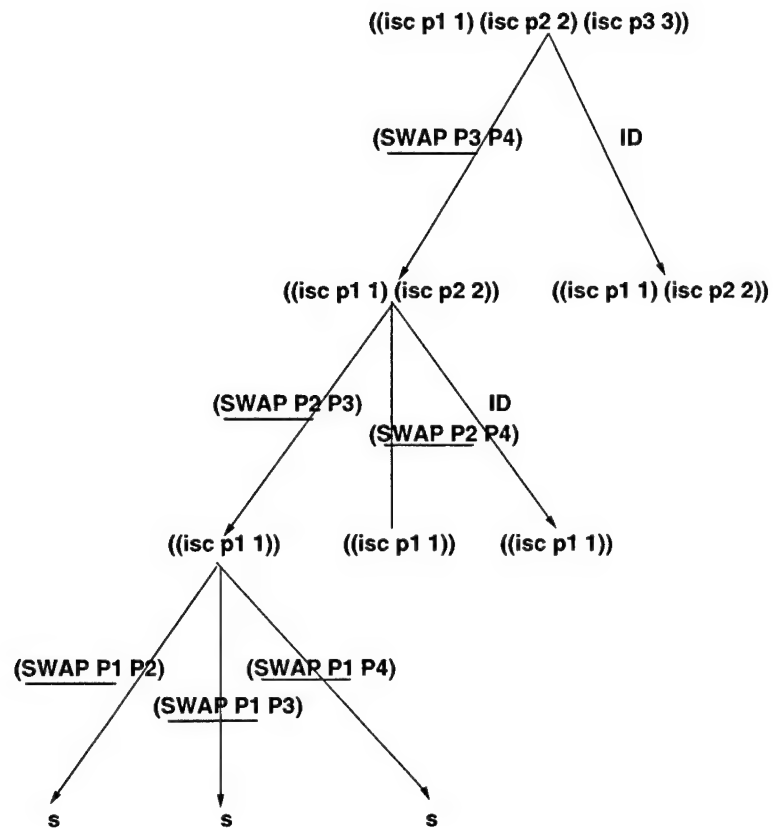 ((isc p1 1) (isc p2 2) (isc p3 3))
(SWAP P3 P4)
ID
((isc p1 1) (isc p2 2))
((isc p1 1) (isc p2 2))
(SWAP P2 P3)
ID
(SWAP P2 P4)
((isc p1 1))
((isc p1 1))
((isc p1 1))
(SWAP P1 P2)
(SWAP P1 P4)
(SWAP P1 P3)
s
s
s